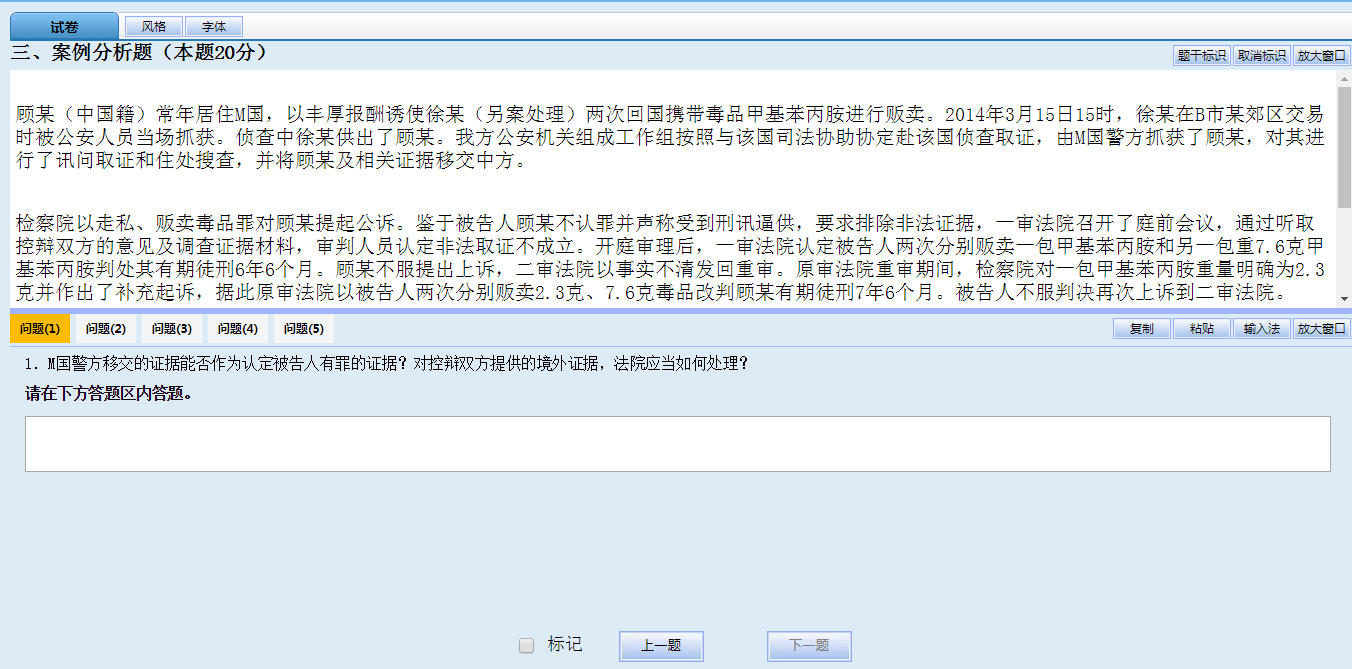 试卷 风格 字体
三、案例分析题（本题20分） 题干标识 取消标识 放大窗口
顾某（中国籍）常年居住M国，以丰厚报酬诱使徐某（另案处理）两次回国携带毒品甲基苯丙胺进行贩卖。2014年3月15日15时，徐某在B市某郊区交易
时被公安人员当场抓获。侦查中徐某供出了顾某。我方公安机关组成工作组按照与该国司法协助协定赴该国侦查取证，由M国警方抓获了顾某，对其进
行了讯问取证和住处搜查，并将顾某及相关证据移交中方。
检察院以走私、贩卖毒品罪对顾某提起公诉。鉴于被告人顾某不认罪并声称受到刑讯逼供，要求排除非法证据，一审法院召开了庭前会议，通过听取
控辩双方的意见及调查证据材料，审判人员认定非法取证不成立。开庭审理后，一审法院认定被告人两次分别贩卖一包甲基苯丙胺和另一包重7.6克甲
基苯丙胺判处其有期徒刑6年6个月。顾某不服提出上诉，二审法院以事实不清发回重审。原审法院重审期间，检察院对一包甲基苯丙胺重量明确为2.3
克并作出了补充起诉，据此原审法院以被告人两次分别贩卖2.3克、7.6克毒品改判顾某有期徒刑7年6个月。被告人不服判决再次上诉到二审法院。
问题(1) 问题(2) 问题(3) 问题(4) 问题(5) 复制 粘贴 输入法 放大窗口
1. M国警方移交的证据能否作为认定被告人有罪的证据？对控辩双方提供的境外证据，法院应当如何处理？
请在下方答题区内答题。
标记 上一题 下一题